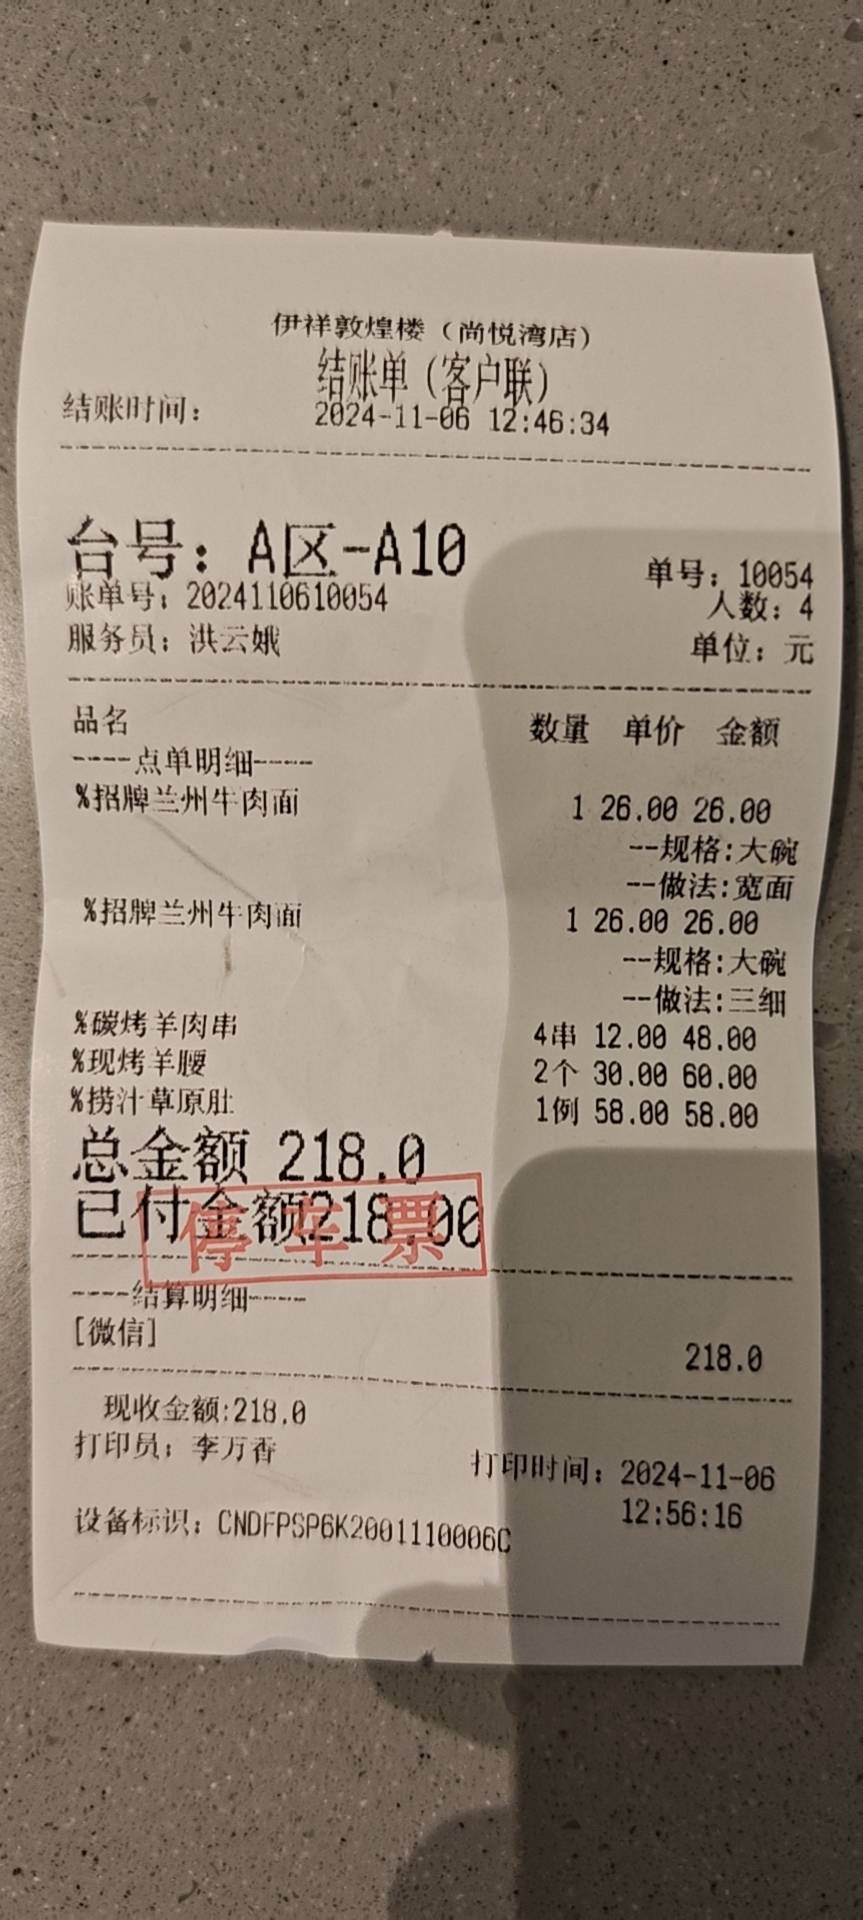 伊祥敦煌楼（尚悦湾店）
结账单（客户联）
结账时间： 2024-11-06 12:46:34
台号：A区-A10
单号：10054
账单号：2024110610054 人数：4
服务员：洪云娥 单位：元
品名 数量 单价 金额
----点单明细----
%招牌兰州牛肉面 1 26.00 26.00
--规格:大碗
--做法:宽面
%招牌兰州牛肉面 1 26.00 26.00
--规格:大碗
--做法:三细
%碳烤羊肉串 4串 12.00 48.00
%现烤羊腰 2个 30.00 60.00
%捞汁草原肚 1例 58.00 58.00
总金额 218.0
已付金额218.00
停车票
----结算明细----
[微信] 218.0
现收金额:218.0
打印员：李万香 打印时间：2024-11-06
12:56:16
设备标识：CNDFPSP6K2001110006C